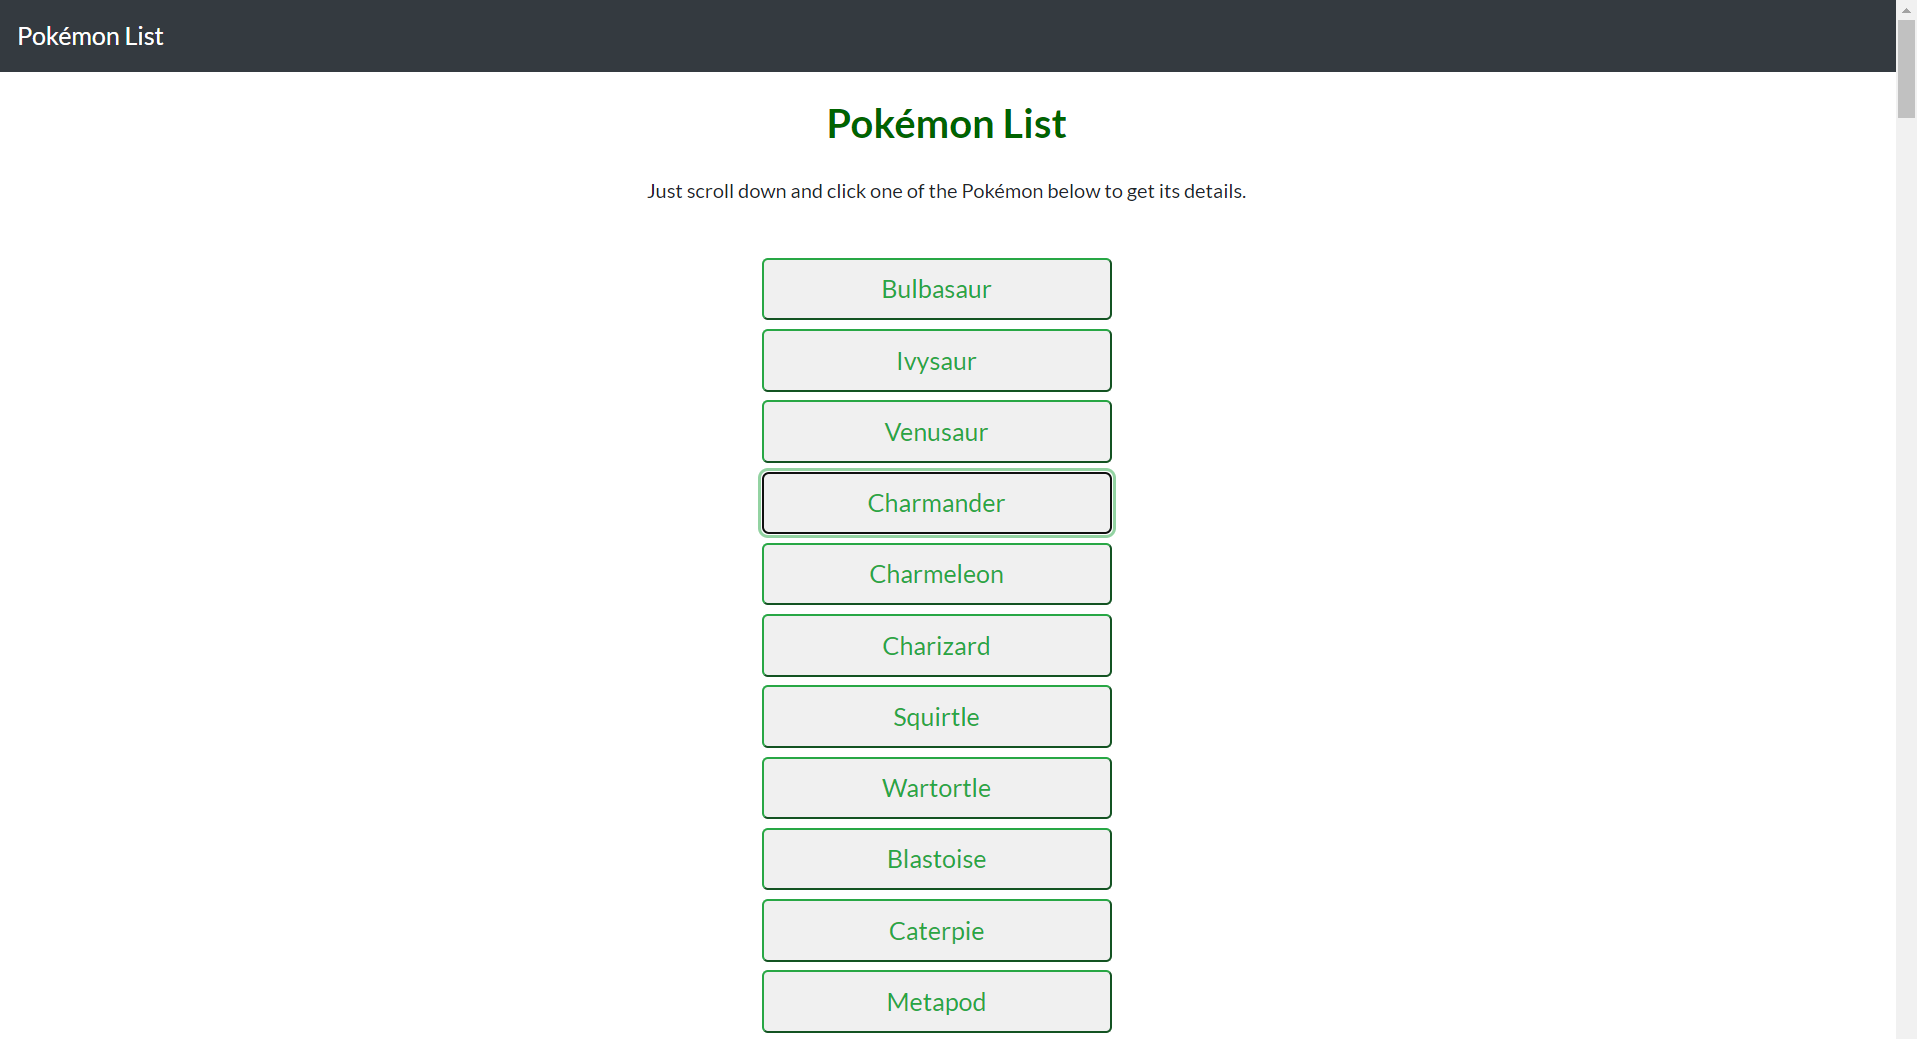 Pokémon List
Pokémon List
Just scroll down and click one of the Pokémon below to get its details.
Bulbasaur
Ivysaur
Venusaur
Charmander
Charmeleon
Charizard
Squirtle
Wartortle
Blastoise
Caterpie
Metapod